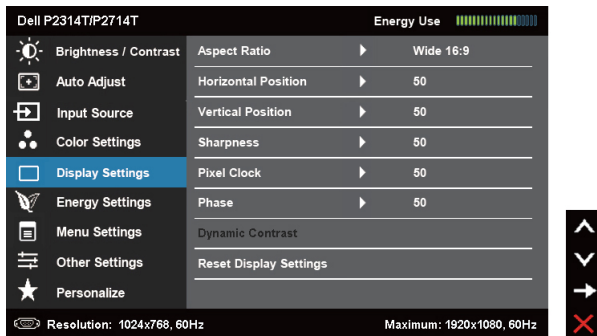 Dell P2314T/P2714T Energy Use
Brightness / Contrast Aspect Ratio Wide 16:9
Auto Adjust Horizontal Position 50
Input Source Vertical Position 50
Color Settings Sharpness 50
Display Settings Pixel Clock 50
Energy Settings Phase 50
Menu Settings Dynamic Contrast
Other Settings Reset Display Settings
Personalize
Resolution: 1024x768, 60Hz Maximum: 1920x1080, 60Hz